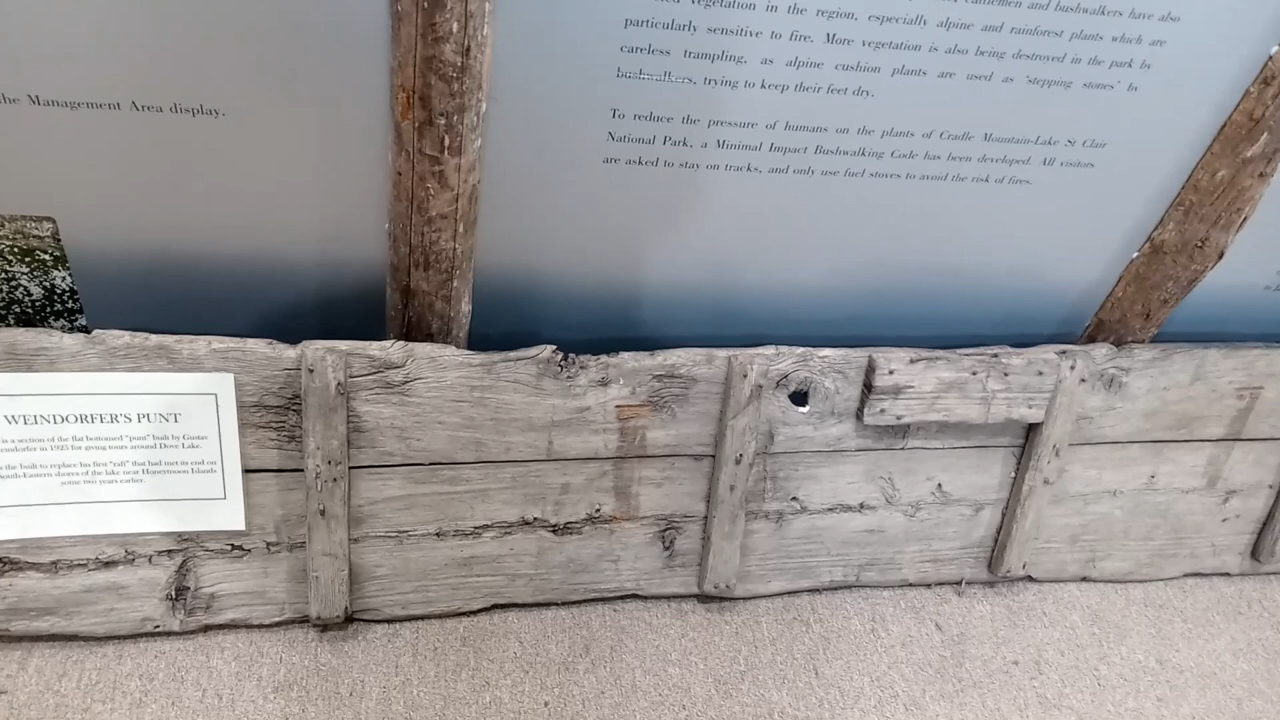 he Management Area display.
vegetation in the region, especially alpine and rainforest plants which are
cattlemen and bushwalkers have also
particularly sensitive to fire. More vegetation is also being destroyed in the park by
careless trampling, as alpine cushion plants are used as 'stepping stones' by
bushwalkers, trying to keep their feet dry.
To reduce the pressure of humans on the plants of Cradle Mountain-Lake St Clair
National Park, a Minimal Impact Bushwalking Code has been developed. All visitors
are asked to stay on tracks, and only use fuel stoves to avoid the risk of fires.
WEINDORFER'S PUNT
is a section of the flat bottomed "punt" built by Gustav
eindorfer in 1925 for giving tours around Dove Lake.
s the built to replace his first "raft" that had met its end on
outh-Eastern shores of the lake near Honeymoon Islands
some two years earlier.